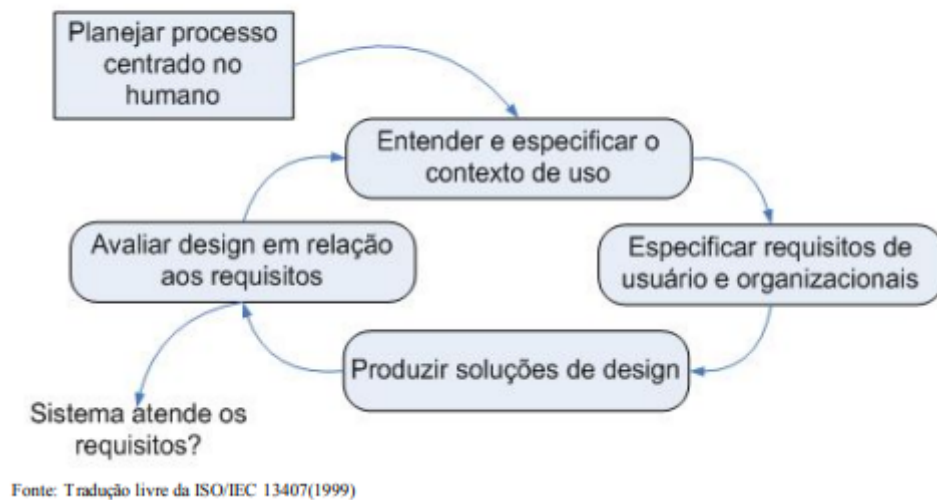 Planejar processo
centrado no
humano
Entender e especificar o
contexto de uso
Avaliar design em relação
aos requisitos
Especificar requisitos de
usuário e organizacionais
Produzir soluções de design
Sistema atende os
requisitos?
Fonte: Tradução livre da ISO/IEC 13407(1999)